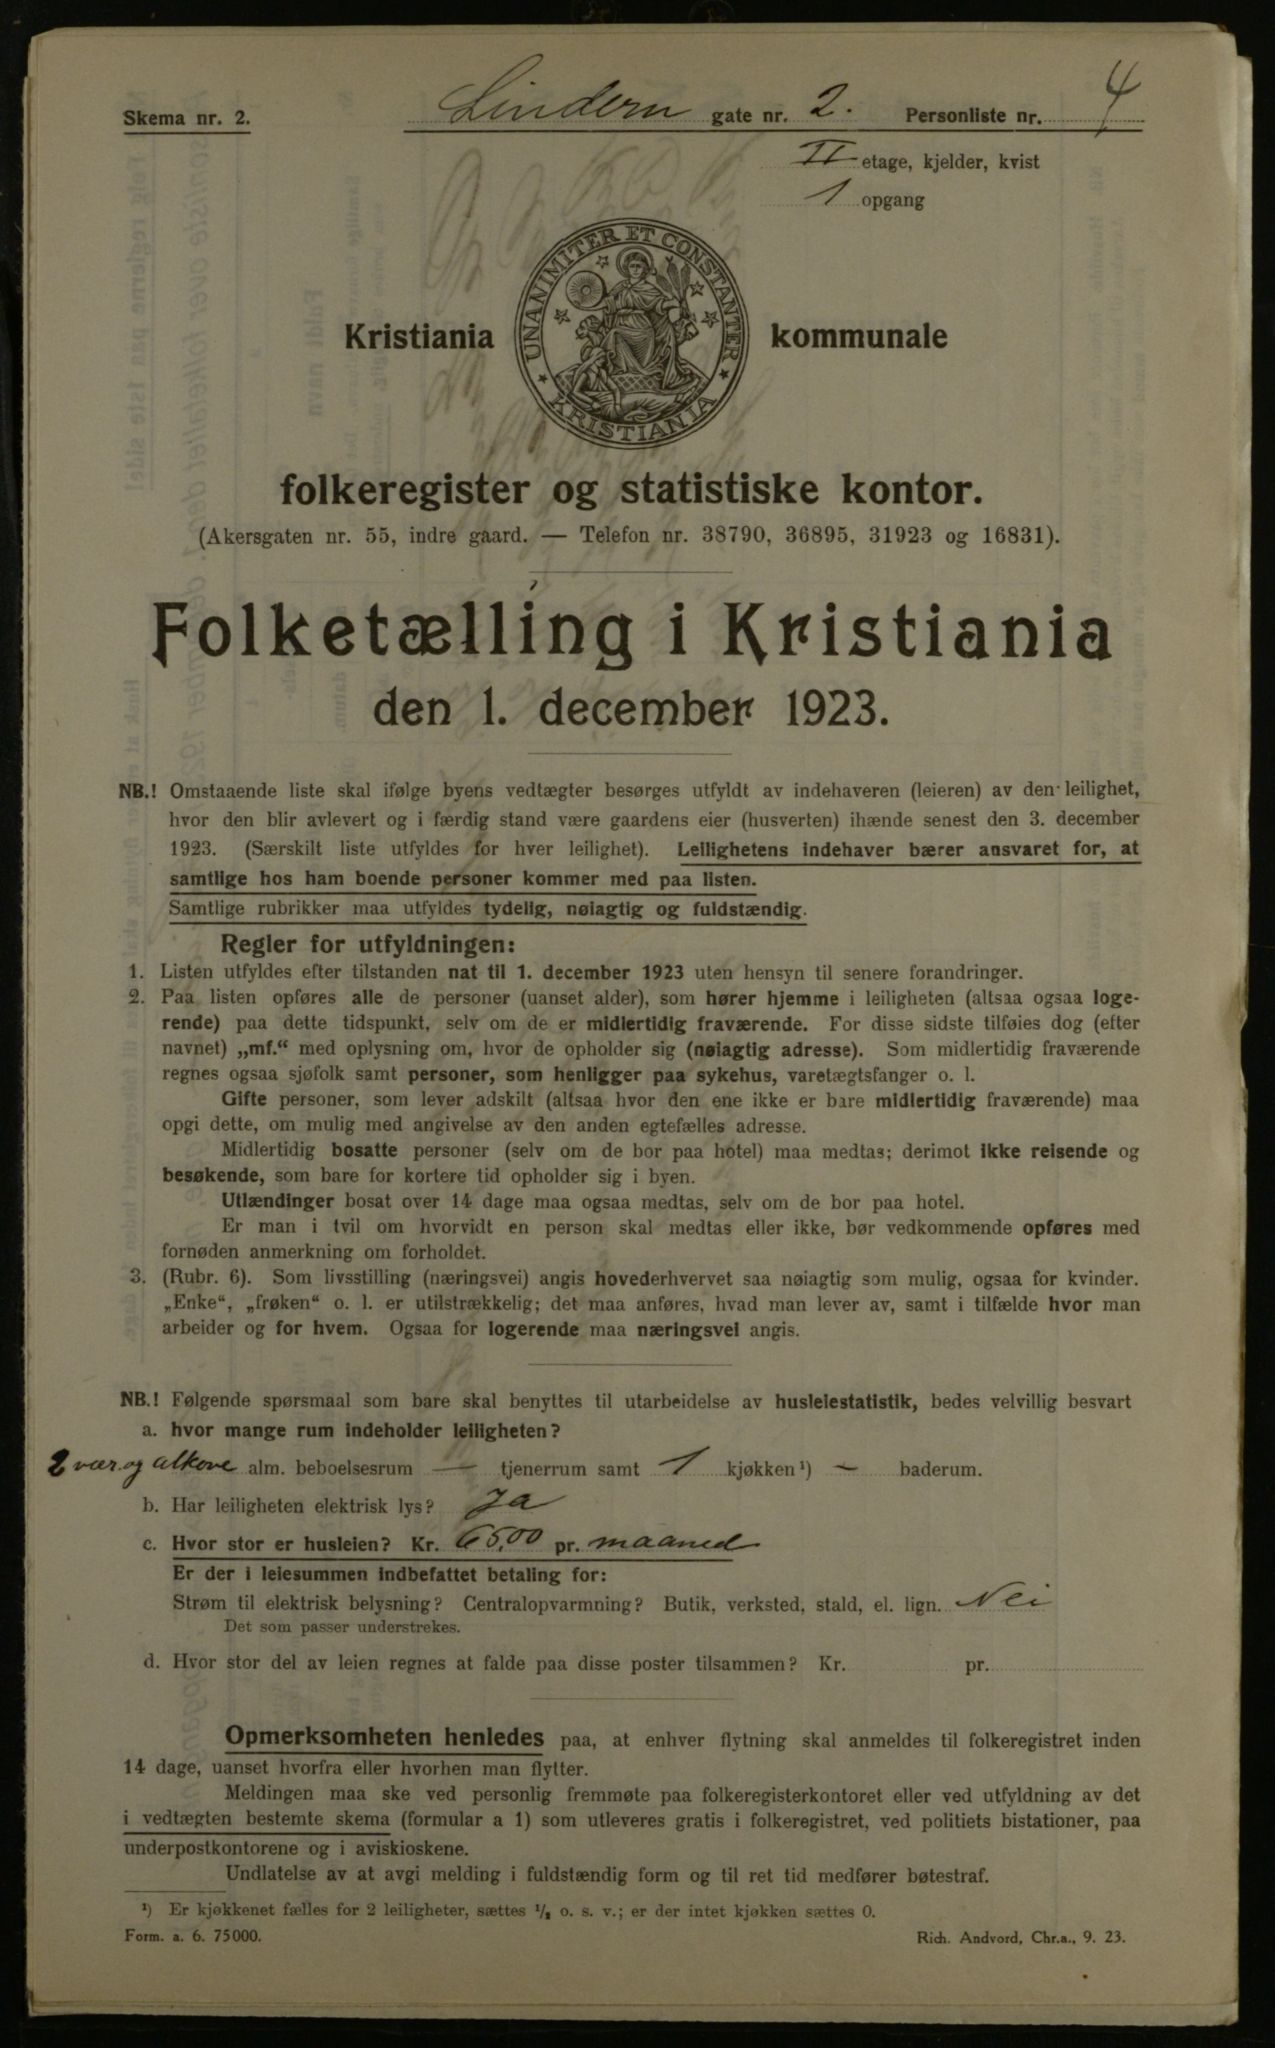 Skema nr. 2. Lindern gate nr. 2. Personliste nr. 4
II etage, kjelder, kvist
1 opgang
UNANIMITER ET CONSTANTER
Kristiania kommunale
KRISTIANIA
folkeregister og statistiske kontor.
(Akersgaten nr. 55, indre gaard. — Telefon nr. 38790, 36895, 31923 og 16831).
Folketælling i Kristiania
den 1. december 1923.
NB.! Omstaaende liste skal ifølge byens vedtægter besørges utfyldt av indehaveren (leieren) av den leilighet,
hvor den blir avlevert og i færdig stand være gaardens eier (husverten) ihænde senest den 3. december
1923. (Særskilt liste utfyldes for hver leilighet). Leilighetens indehaver bærer ansvaret for, at
samtlige hos ham boende personer kommer med paa listen.
Samtlige rubrikker maa utfyldes tydelig, nøiagtig og fuldstændig.
Regler for utfyldningen:
1. Listen utfyldes efter tilstanden nat til 1. december 1923 uten hensyn til senere forandringer.
2. Paa listen opføres alle de personer (uanset alder), som hører hjemme i leiligheten (altsaa ogsaa loge-
rende) paa dette tidspunkt, selv om de er midlertidig fraværende. For disse sidste tilføies dog (efter
navnet) „mf.“ med oplysning om, hvor de opholder sig (nøiagtig adresse). Som midlertidig fraværende
regnes ogsaa sjøfolk samt personer, som henligger paa sykehus, varetægtsfanger o. l.
Gifte personer, som lever adskilt (altsaa hvor den ene ikke er bare midlertidig fraværende) maa
opgi dette, om mulig med angivelse av den anden egtefælles adresse.
Midlertidig bosatte personer (selv om de bor paa hotel) maa medtas; derimot ikke reisende og
besøkende, som bare for kortere tid opholder sig i byen.
Utlændinger bosat over 14 dage maa ogsaa medtas, selv om de bor paa hotel.
Er man i tvil om hvorvidt en person skal medtas eller ikke, bør vedkommende opføres med
fornøden anmerkning om forholdet.
3. (Rubr. 6). Som livsstilling (næringsvei) angis hovederhvervet saa nøiagtig som mulig, ogsaa for kvinder.
„Enke“, „frøken“ o. l. er utilstrækkelig; det maa anføres, hvad man lever av, samt i tilfælde hvor man
arbeider og for hvem. Ogsaa for logerende maa næringsvei angis.
NB.! Følgende spørsmaal som bare skal benyttes til utarbeidelse av husleiestatistik, bedes velvillig besvart
a. hvor mange rum indeholder leiligheten?
2 vær. og alkove alm. beboelsesrum — tjenerrum samt 1 kjøkken¹) — baderum.
b. Har leiligheten elektrisk lys? Ja
c. Hvor stor er husleien? Kr. 65,00 pr. maaned
Er der i leiesummen indbefattet betaling for:
Strøm til elektrisk belysning? Centralopvarmning? Butik, verksted, stald, el. lign. Nei
Det som passer understrekes.
d. Hvor stor del av leien regnes at falde paa disse poster tilsammen? Kr. pr.
Opmerksomheten henledes paa, at enhver flytning skal anmeldes til folkeregistret inden
14 dage, uanset hvorfra eller hvorhen man flytter.
Meldingen maa ske ved personlig fremmøte paa folkeregisterkontoret eller ved utfyldning av det
i vedtægten bestemte skema (formular a 1) som utleveres gratis i folkeregistret, ved politiets bistationer, paa
underpostkontorene og i aviskioskene.
Undlatelse av at avgi melding i fuldstændig form og til ret tid medfører bøtestraf.
¹) Er kjøkkenet fælles for 2 leiligheter, sættes ½ o. s. v.; er der intet kjøkken sættes 0.
Form. a. 6. 75000. Rich. Andvord, Chr.a., 9. 23.